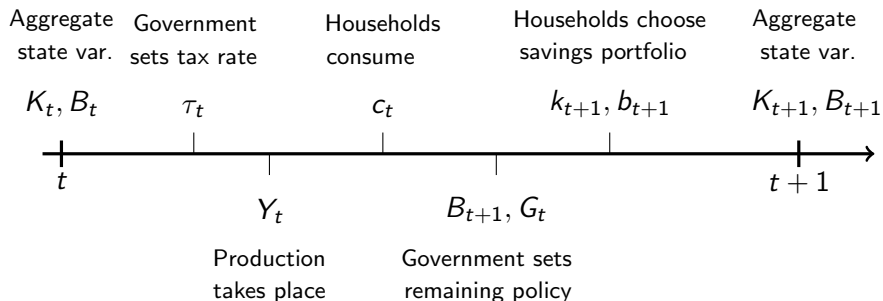 Aggregate
state var.
K_t, B_t
Government
sets tax rate
τ_t
Households
consume
c_t
Households choose
savings portfolio
k_{t+1}, b_{t+1}
Aggregate
state var.
K_{t+1}, B_{t+1}
t
t + 1
Y_t
Production
takes place
B_{t+1}, G_t
Government sets
remaining policy